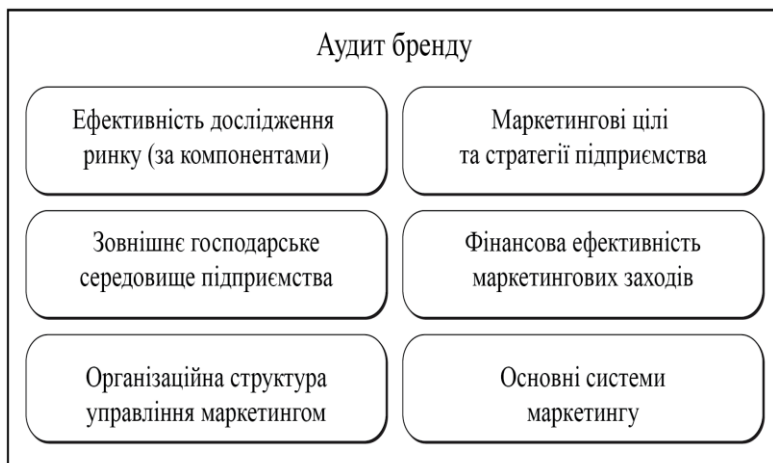 Аудит бренду
Ефективність дослідження
ринку (за компонентами)
Маркетингові цілі
та стратегії підприємства
Зовнішнє господарське
середовище підприємства
Фінансова ефективність
маркетингових заходів
Організаційна структура
управління маркетингом
Основні системи
маркетингу